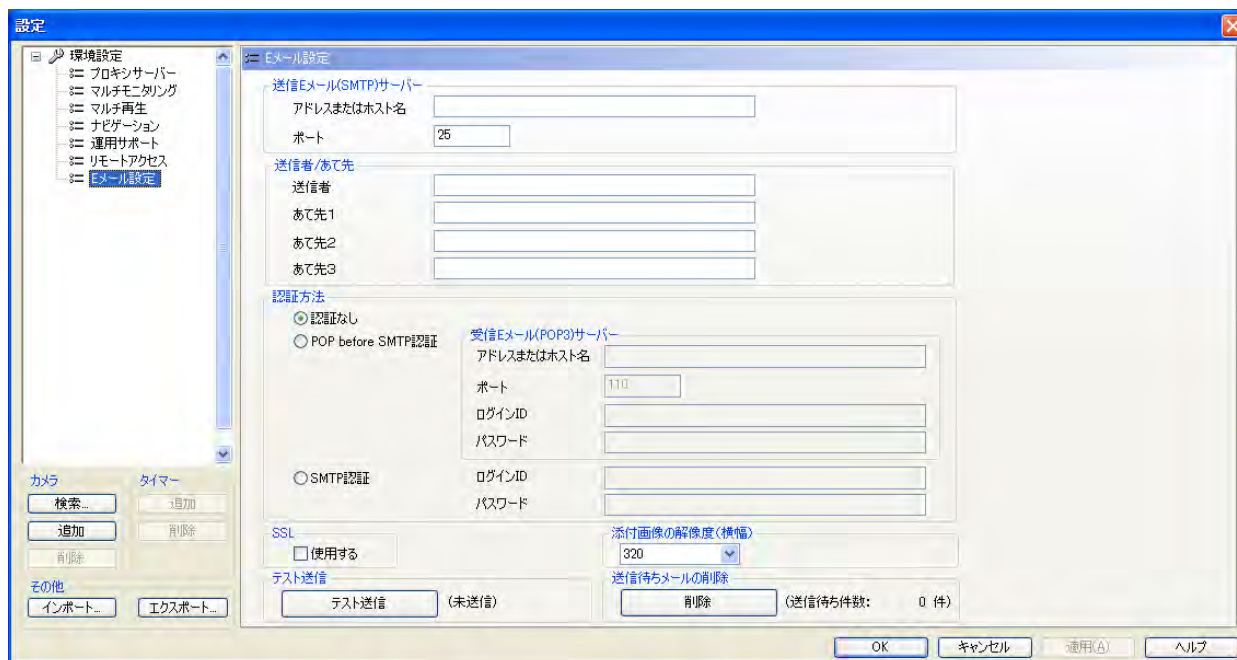 設定
環境設定
プロキシサーバー
マルチモニタリング
マルチ再生
ナビゲーション
運用サポート
リモートアクセス
Eメール設定
カメラ
タイマー
検索...
追加
追加
削除
削除
その他
インポート...
エクスポート...
Eメール設定
送信Eメール(SMTP)サーバー
アドレスまたはホスト名
ポート
25
送信者/あて先
送信者
あて先1
あて先2
あて先3
認証方法
認証なし
POP before SMTP認証
受信Eメール(POP3)サーバー
アドレスまたはホスト名
ポート
110
ログインID
パスワード
SMTP認証
ログインID
パスワード
SSL
使用する
添付画像の解像度(横幅)
320
テスト送信
テスト送信
(未送信)
送信待ちメールの削除
削除
(送信待ち件数: 0 件)
OK
キャンセル
適用(A)
ヘルプ